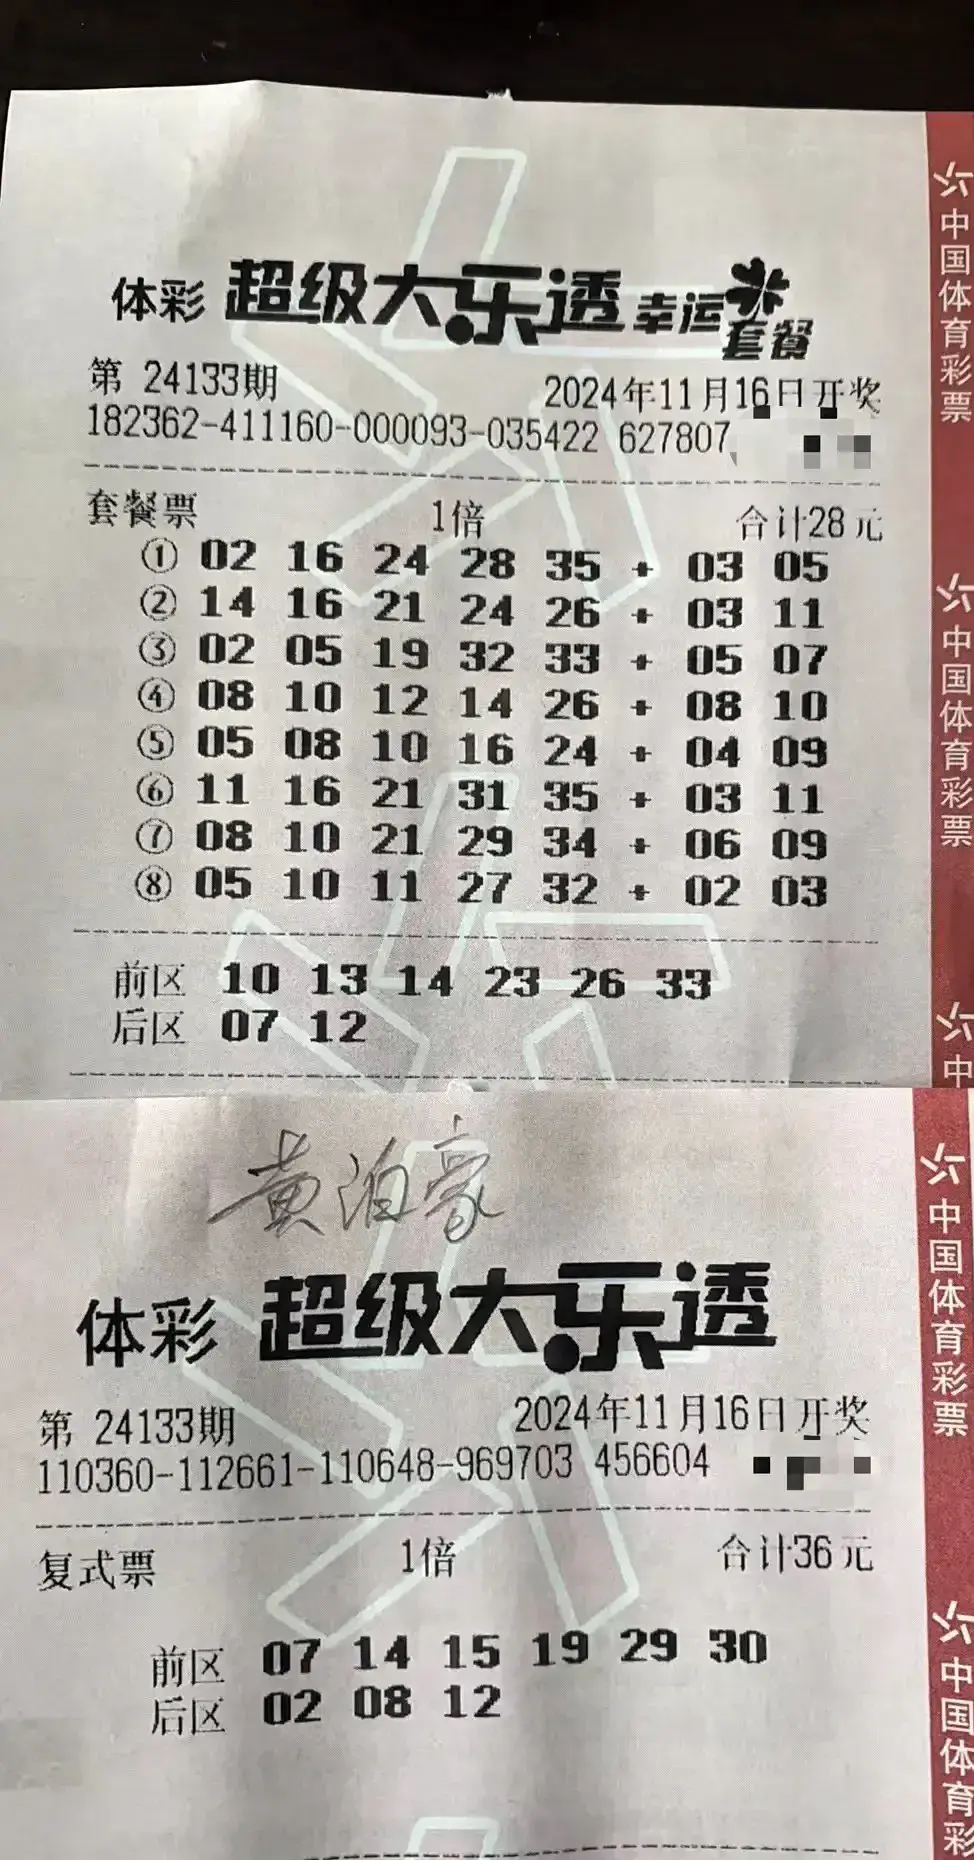 体彩 超级大乐透 幸运套餐
第 24133期 2024年11月16日开奖
182362-411160-000093-035422 627807
套餐票 1倍 合计28元
① 02 16 24 28 35 + 03 05
② 14 16 21 24 26 + 03 11
③ 02 05 19 32 33 + 05 07
④ 08 10 12 14 26 + 08 10
⑤ 05 08 10 16 24 + 04 09
⑥ 11 16 21 31 35 + 03 11
⑦ 08 10 21 29 34 + 06 09
⑧ 05 10 11 27 32 + 02 03
前区 10 13 14 23 26 33
后区 07 12
中国体育彩票
中国体育彩票
中
黄泊豪
体彩 超级大乐透
第 24133期 2024年11月16日开奖
110360-112661-110648-969703 456604
复式票 1倍 合计36元
前区 07 14 15 19 29 30
后区 02 08 12
中国体育彩票
中国体育彩